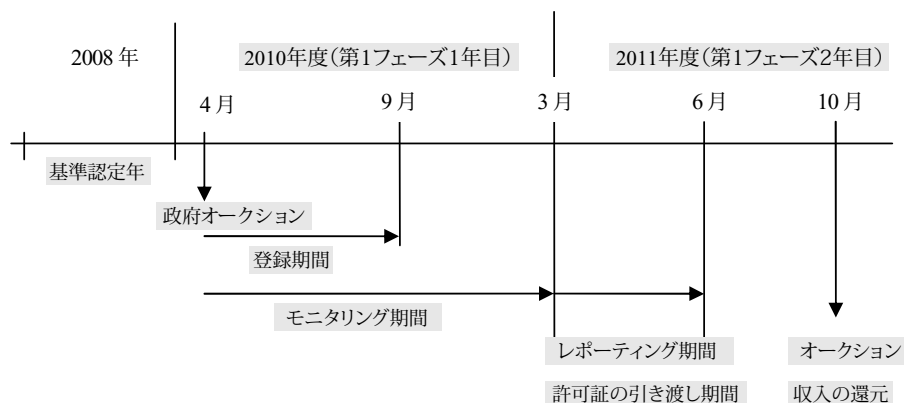 2008 年
2010年度(第1フェーズ1年目)
2011年度(第1フェーズ2年目)
4 月
9 月
3 月
6 月
10 月
基準認定年
政府オークション
登録期間
モニタリング期間
レポーティング期間
オークション
許可証の引き渡し期間
収入の還元